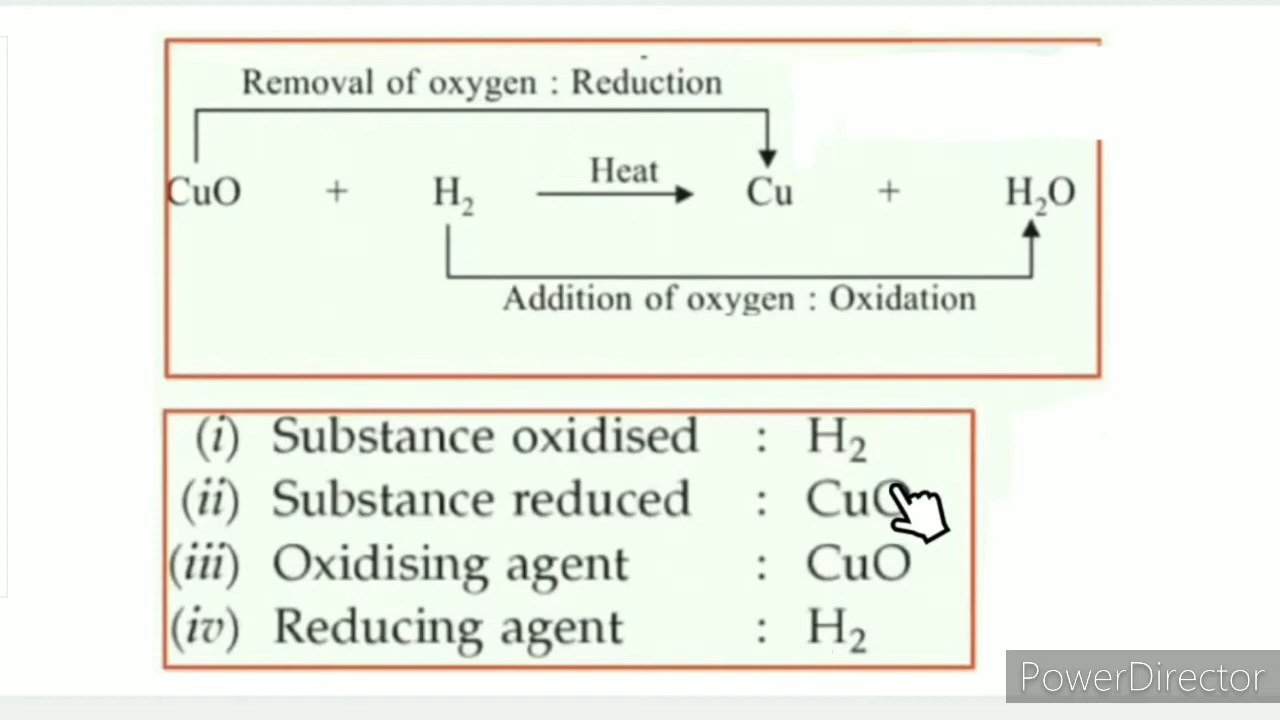 Removal of oxygen : Reduction
Heat
CuO + H₂ Cu + H₂O
Addition of oxygen : Oxidation
(i) Substance oxidised : H₂
(ii) Substance reduced : CuO
(iii) Oxidising agent : CuO
(iv) Reducing agent : H₂
PowerDirector